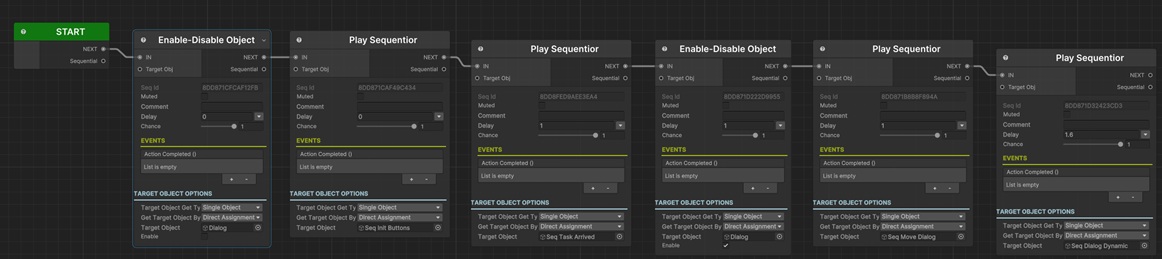 START
NEXT
Sequential
Enable-Disable Object
IN
NEXT
Target Obj
Sequential
Seq Id
8DD871CFCAF12FB
Muted
Comment
Delay
0
Chance
1
EVENTS
Action Completed ()
List is empty
+ -
TARGET OBJECT OPTIONS
Target Object Get Ty Single Object
Get Target Object By Direct Assignment
Target Object Dialog
Enable
Play Sequentior
IN
NEXT
Target Obj
Sequential
Seq Id
8DD871CAF48C434
Muted
Comment
Delay
0
Chance
1
EVENTS
Action Completed ()
List is empty
+ -
TARGET OBJECT OPTIONS
Target Object Get Ty Single Object
Get Target Object By Direct Assignment
Target Object Seq Init Buttons
Play Sequentior
IN
NEXT
Target Obj
Sequential
Seq Id
8DD9FED9AEE3EA4
Muted
Comment
Delay
1
Chance
1
EVENTS
Action Completed ()
List is empty
+ -
TARGET OBJECT OPTIONS
Target Object Get Ty Single Object
Get Target Object By Direct Assignment
Target Object Seq Task Arrived
Enable-Disable Object
IN
NEXT
Target Obj
Sequential
Seq Id
8DD871D222D9955
Muted
Comment
Delay
1
Chance
1
EVENTS
Action Completed ()
List is empty
+ -
TARGET OBJECT OPTIONS
Target Object Get Ty Single Object
Get Target Object By Direct Assignment
Target Object Dialog
Enable
Play Sequentior
IN
NEXT
Target Obj
Sequential
Seq Id
Muted
Comment
Delay
1
Chance
1
EVENTS
Action Completed ()
List is empty
+ -
TARGET OBJECT OPTIONS
Target Object Get Ty Single Object
Get Target Object By Direct Assignment
Target Object Seq Move Dialog
Play Sequentior
IN
NEXT
Target Obj
Sequential
Seq Id
8DD871D32423CD3
Muted
Comment
Delay
1.6
Chance
1
EVENTS
Action Completed ()
List is empty
+ -
TARGET OBJECT OPTIONS
Target Object Get Ty Single Object
Get Target Object By Direct Assignment
Target Object Seq Dialog Dynamic